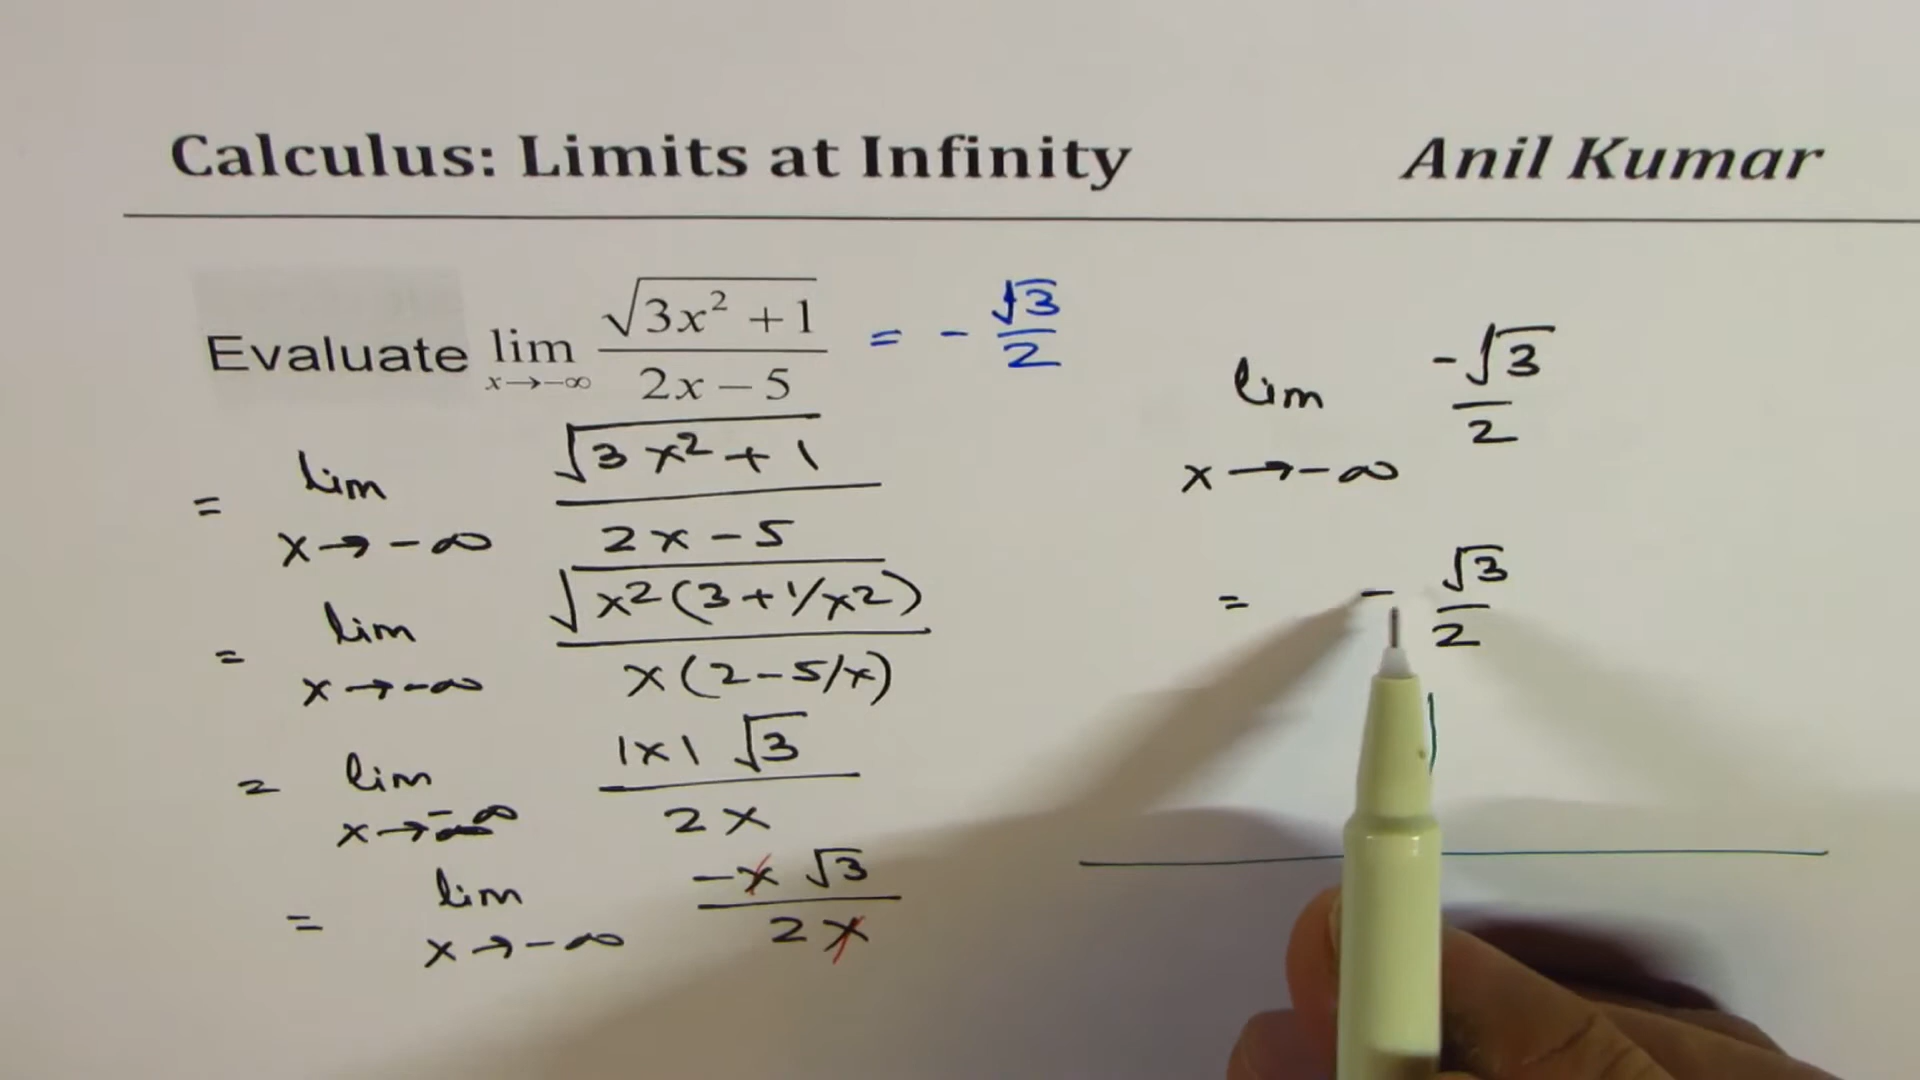 Calculus: Limits at Infinity Anil Kumar
Evaluate lim x→−∞ √(3x² + 1) / (2x − 5) = - √3/2
= lim x→-∞ √(3x²+1) / (2x-5)
= lim x→-∞ √(x²(3+1/x²)) / x(2-5/x)
= lim x→-∞ |x| √3 / 2x
= lim x→-∞ -x √3 / 2x
lim x→-∞ -√3/2
= - √3/2